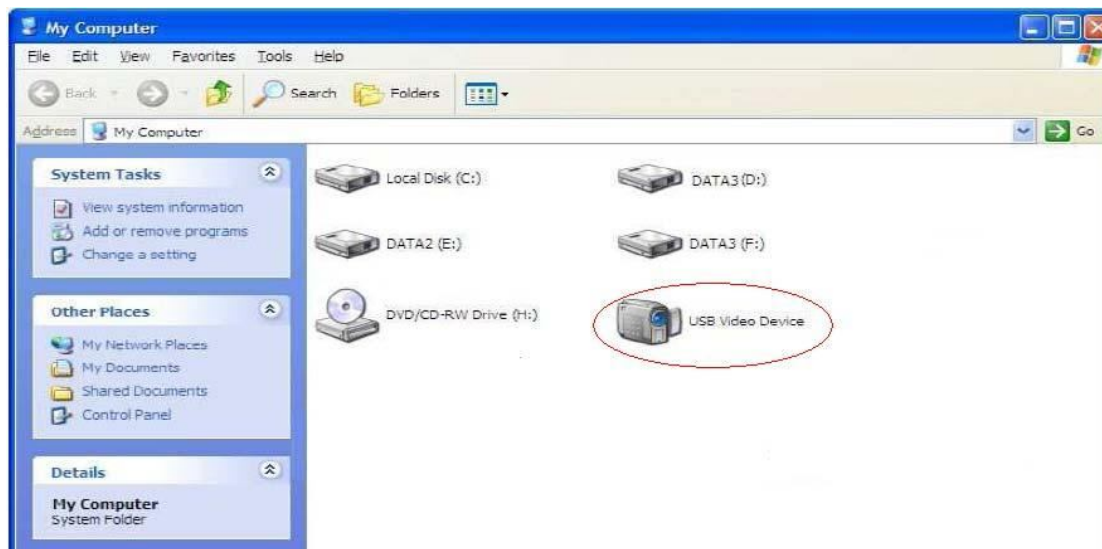 My Computer
File Edit View Favorites Tools Help
Back Search Folders
Address My Computer Go
System Tasks
View system information
Add or remove programs
Change a setting
Other Places
My Network Places
My Documents
Shared Documents
Control Panel
Details
My Computer
System Folder
Local Disk (C:) DATA3(D:)
DATA2 (E:) DATA3 (F:)
DVD/CD-RW Drive (H:) USB Video Device